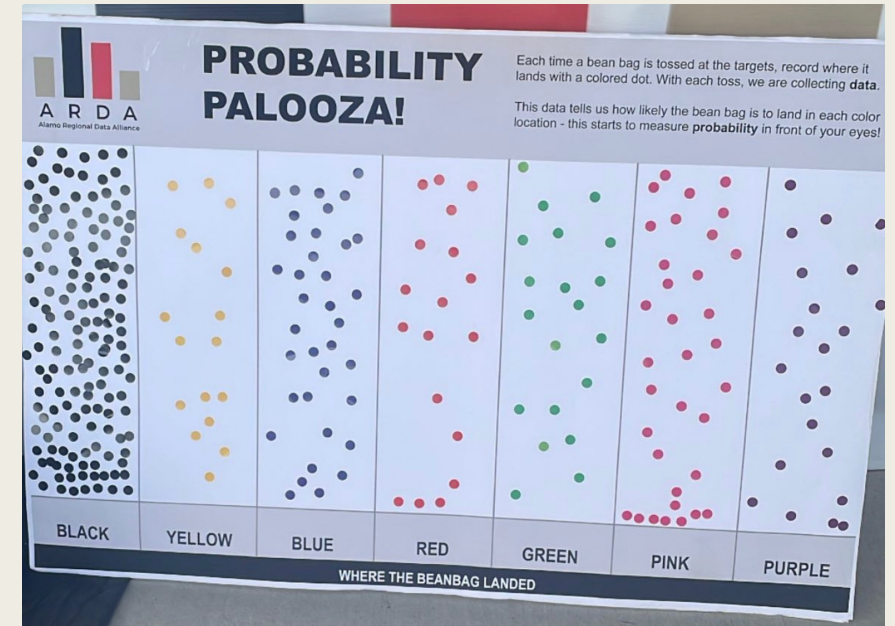 PROBABILITY
PALOOZA!
A R D A
Alamo Regional Data Alliance
Each time a bean bag is tossed at the targets, record where it
lands with a colored dot. With each toss, we are collecting data.
This data tells us how likely the bean bag is to land in each color
location - this starts to measure probability in front of your eyes!
BLACK
YELLOW
BLUE
RED
GREEN
PINK
PURPLE
WHERE THE BEANBAG LANDED